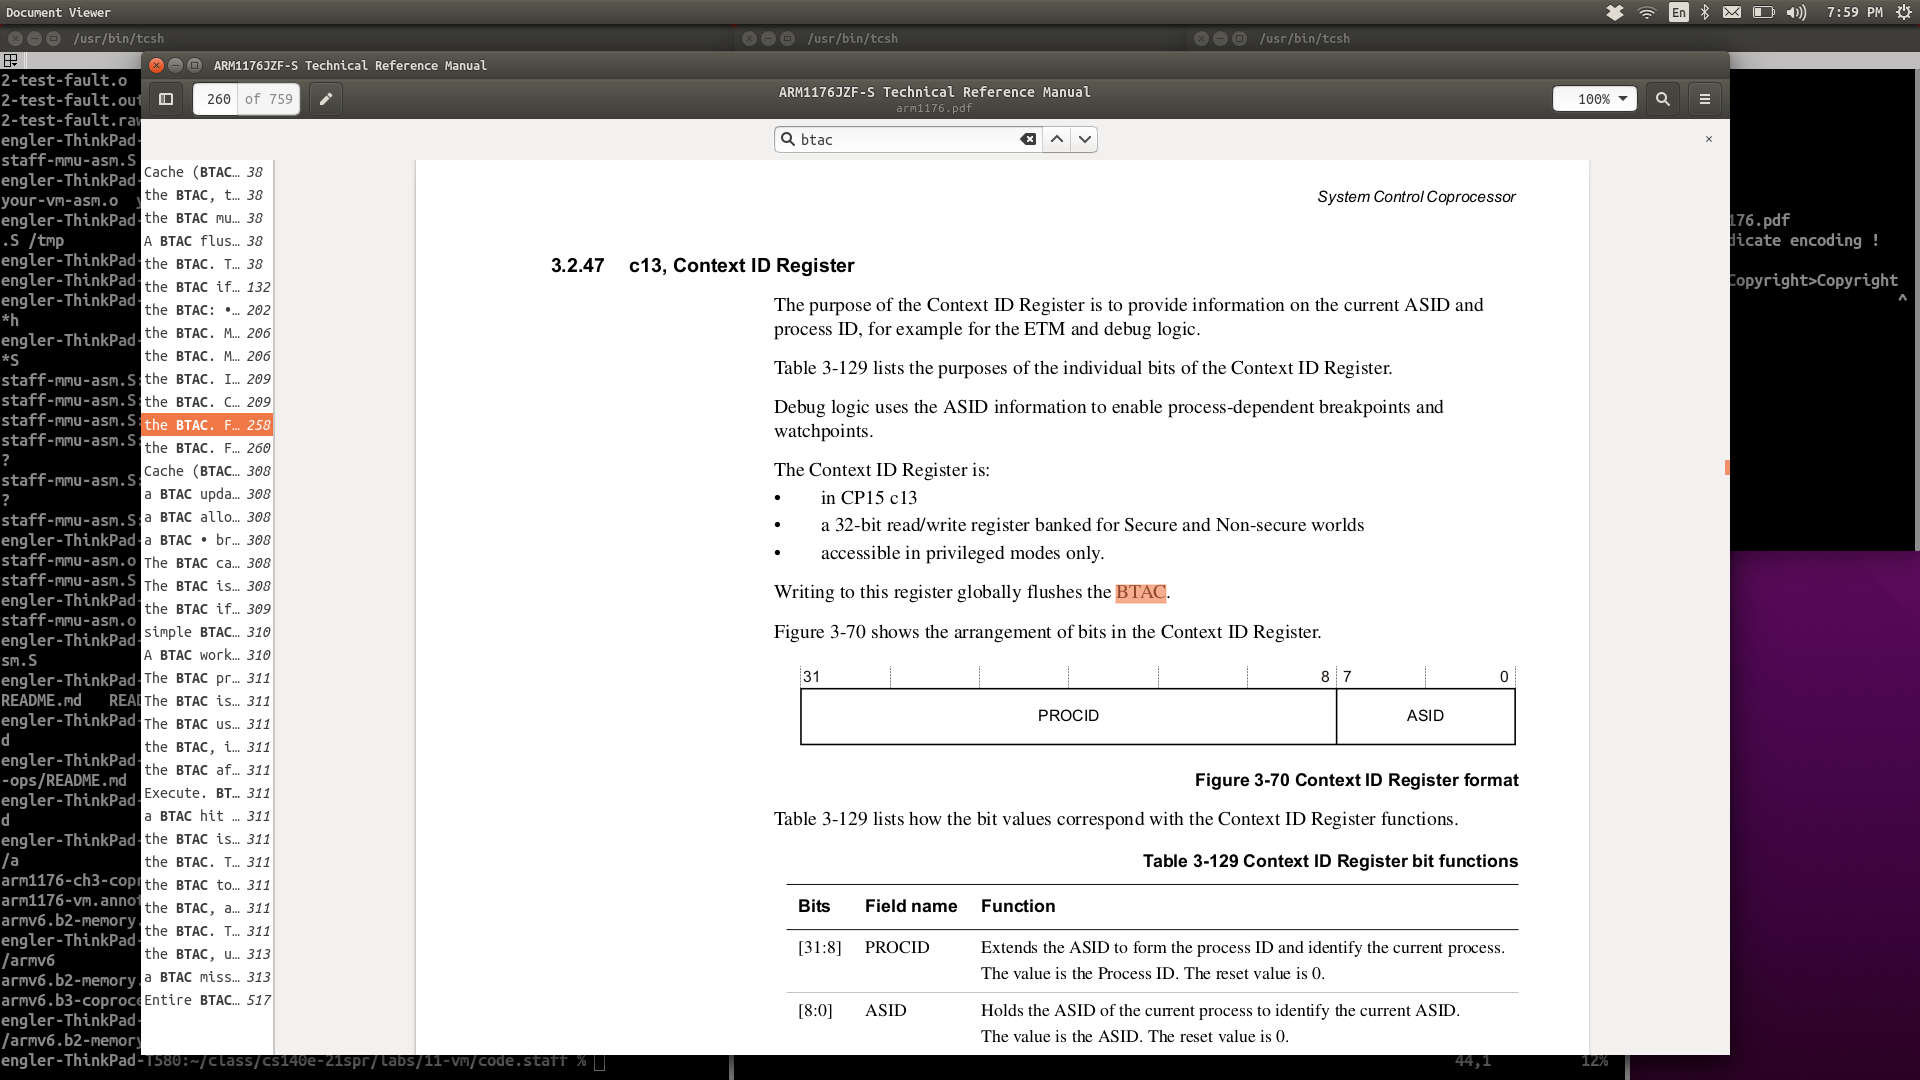 Document Viewer
En
7:59 PM
/usr/bin/tcsh
/usr/bin/tcsh
/usr/bin/tcsh
ARM1176JZF-S Technical Reference Manual
260 of 759
ARM1176JZF-S Technical Reference Manual
arm1176.pdf
100%
btac
×
2-test-fault.o
2-test-fault.out
2-test-fault.raw
engler-ThinkPad-
staff-mmu-asm.S
engler-ThinkPad-
your-vm-asm.o
engler-ThinkPad-
.S /tmp
engler-ThinkPad-
engler-ThinkPad-
engler-ThinkPad-
*h
engler-ThinkPad-
*S
staff-mmu-asm.S:
staff-mmu-asm.S:
staff-mmu-asm.S:
staff-mmu-asm.S:
?
staff-mmu-asm.S:
?
staff-mmu-asm.S:
engler-ThinkPad-
staff-mmu-asm.o
staff-mmu-asm.S
engler-ThinkPad-
staff-mmu-asm.o
engler-ThinkPad-
sm.S
engler-ThinkPad-
README.md READ
engler-ThinkPad-
d
engler-ThinkPad-
-ops/README.md
engler-ThinkPad-
d
engler-ThinkPad-
/a
arm1176-ch3-copr
arm1176-vm.annot
armv6.b2-memory.
engler-ThinkPad-
/armv6
armv6.b2-memory.
armv6.b3-coproce
engler-ThinkPad-
/armv6.b2-memory
engler-ThinkPad-T580:~/class/cs140e-21spr/labs/11-vm/code.staff %
Cache (BTAC… 38
the BTAC, t… 38
the BTAC mu… 38
A BTAC flus… 38
the BTAC. T… 38
the BTAC if… 132
the BTAC: •… 202
the BTAC. M… 206
the BTAC. M… 206
the BTAC. I… 209
the BTAC. C… 209
the BTAC. F… 258
the BTAC. F… 260
Cache (BTAC… 308
a BTAC upda… 308
a BTAC allo… 308
a BTAC • br… 308
The BTAC ca… 308
The BTAC is… 308
the BTAC if… 309
simple BTAC… 310
A BTAC work… 310
The BTAC pr… 311
The BTAC is… 311
The BTAC us… 311
the BTAC, i… 311
the BTAC af… 311
Execute. BT… 311
a BTAC hit … 311
the BTAC is… 311
the BTAC. T… 311
the BTAC to… 311
the BTAC, a… 311
the BTAC. T… 311
the BTAC, u… 313
a BTAC miss… 313
Entire BTAC… 517
System Control Coprocessor
3.2.47 c13, Context ID Register
The purpose of the Context ID Register is to provide information on the current ASID and
process ID, for example for the ETM and debug logic.
Table 3-129 lists the purposes of the individual bits of the Context ID Register.
Debug logic uses the ASID information to enable process-dependent breakpoints and
watchpoints.
The Context ID Register is:
• in CP15 c13
• a 32-bit read/write register banked for Secure and Non-secure worlds
• accessible in privileged modes only.
Writing to this register globally flushes the BTAC.
Figure 3-70 shows the arrangement of bits in the Context ID Register.
31 8 7 0
PROCID ASID
Figure 3-70 Context ID Register format
Table 3-129 lists how the bit values correspond with the Context ID Register functions.
Table 3-129 Context ID Register bit functions
Bits Field name Function
[31:8] PROCID Extends the ASID to form the process ID and identify the current process.
The value is the Process ID. The reset value is 0.
[8:0] ASID Holds the ASID of the current process to identify the current ASID.
The value is the ASID. The reset value is 0.
176.pdf
dicate encoding !
Copyright>Copyright
^
44,1 12%